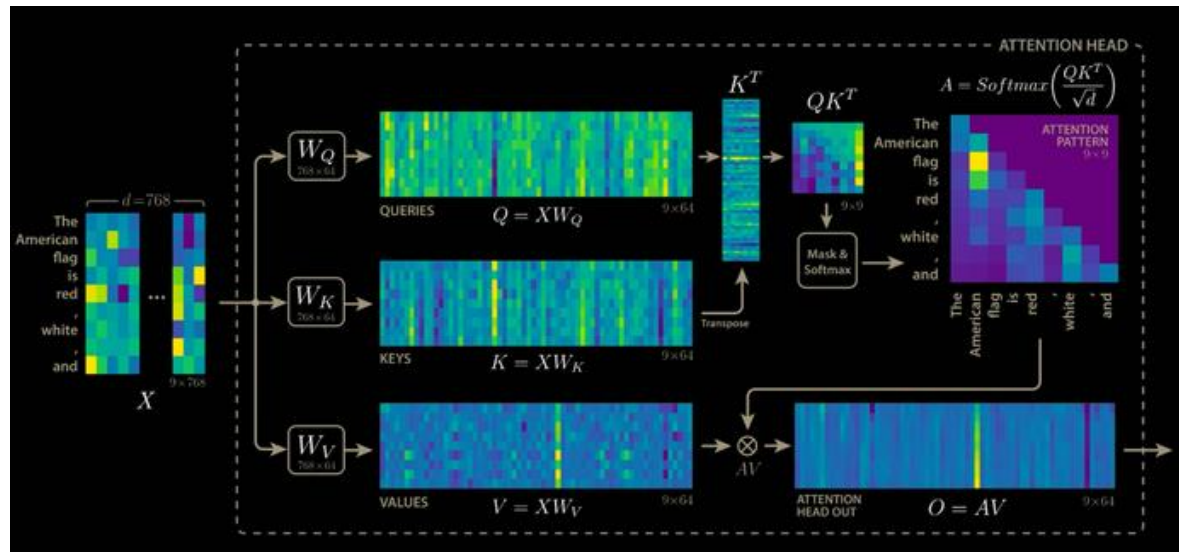 ATTENTION HEAD
d=768
The
American
flag
is
red
,
white
,
and
9×768
X
W_Q
768×64
QUERIES
Q = XW_Q
9×64
W_K
768×64
KEYS
K = XW_K
9×64
Transpose
W_V
768×64
VALUES
V = XW_V
9×64
K^T
QK^T
9×9
Mask &
Softmax
A = Softmax(QK^T/√d)
ATTENTION
PATTERN
9×9
The
American
flag
is
red
,
white
,
and
The
American
flag
is
red
,
white
,
and
AV
ATTENTION
HEAD OUT
O = AV
9×64
...